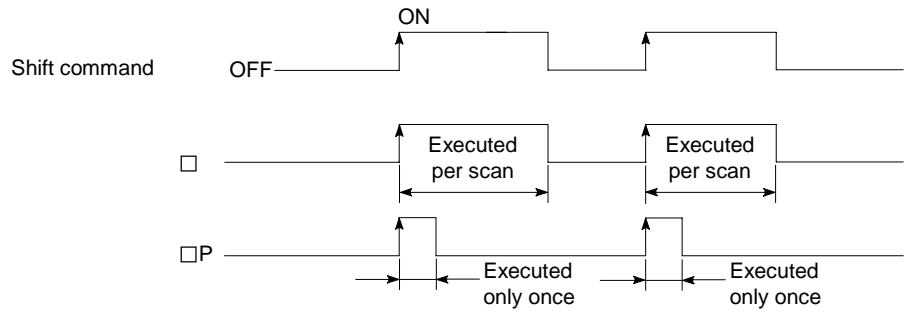 ON
Shift command OFF
Executed per scan
Executed per scan
□
□P
Executed only once
Executed only once